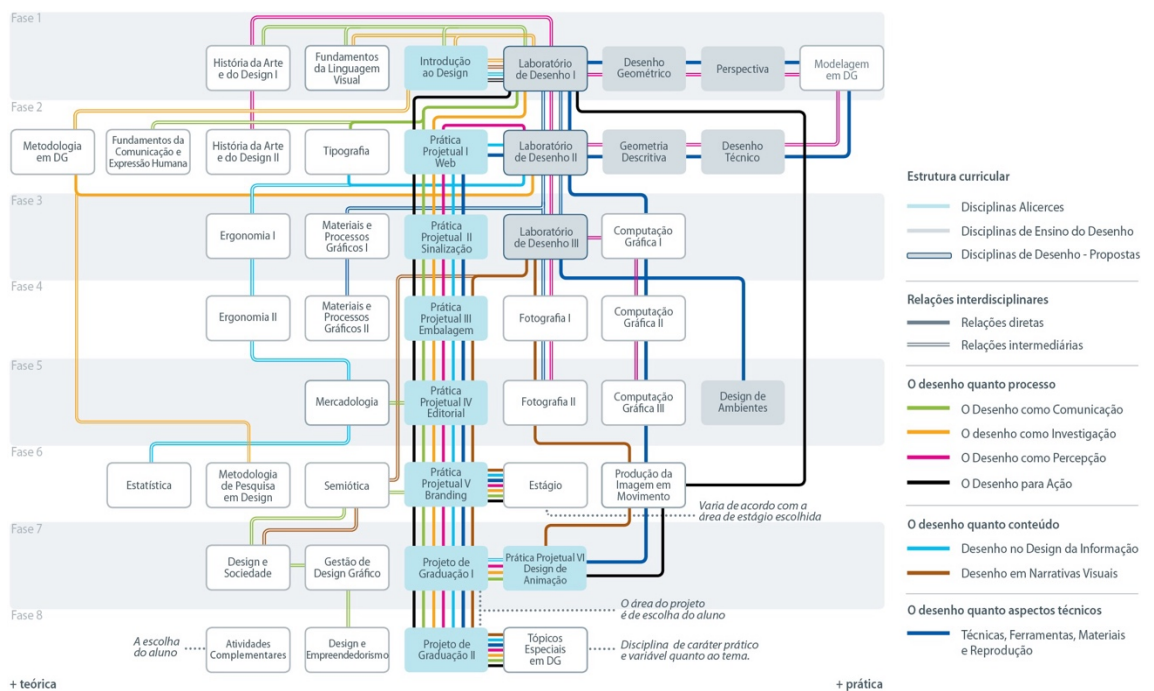 Fase 1
História da Arte
e do Design I
Fundamentos
da Linguagem
Visual
Introdução
ao Design
Laboratório
de Desenho I
Desenho
Geométrico
Perspectiva
Modelagem
em DG
Fase 2
Metodologia
em DG
Fundamentos da
Comunicação e
Expressão Humana
História da Arte
e do Design II
Tipografia
Prática
Projetual I
Web
Laboratório
de Desenho II
Geometria
Descritiva
Desenho
Técnico
Fase 3
Ergonomia I
Materiais e
Processos
Gráficos I
Prática
Projetual II
Sinalização
Laboratório
de Desenho III
Computação
Gráfica I
Fase 4
Ergonomia II
Materiais e
Processos
Gráficos II
Prática
Projetual III
Embalagem
Fotografia I
Computação
Gráfica II
Fase 5
Mercadologia
Prática
Projetual IV
Editorial
Fotografia II
Computação
Gráfica III
Design de
Ambientes
Fase 6
Estatística
Metodologia
de Pesquisa
em Design
Semiótica
Prática
Projetual V
Branding
Estágio
Produção da
Imagem em
Movimento
Varia de acordo com a
área de estágio escolhida
Fase 7
Design e
Sociedade
Gestão de
Design Gráfico
Projeto de
Graduação I
Prática Projetual VI
Design de
Animação
O área do projeto
é de escolha do aluno
Fase 8
A escolha
do aluno
Atividades
Complementares
Design e
Empreendedorismo
Projeto de
Graduação II
Tópicos
Especiais
em DG
Disciplina de caráter prático
e variável quanto ao tema.
+ teórica
+ prática
Estrutura curricular
Disciplinas Alicerces
Disciplinas de Ensino do Desenho
Disciplinas de Desenho - Propostas
Relações interdisciplinares
Relações diretas
Relações intermediárias
O desenho quanto processo
O Desenho como Comunicação
O desenho como Investigação
O Desenho como Percepção
O Desenho para Ação
O desenho quanto conteúdo
Desenho no Design da Informação
Desenho em Narrativas Visuais
O desenho quanto aspectos técnicos
Técnicas, Ferramentas, Materiais
e Reprodução